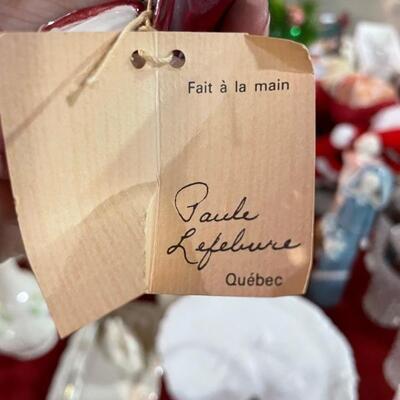 Fait à la main
Paule
Lefebvre
Québec